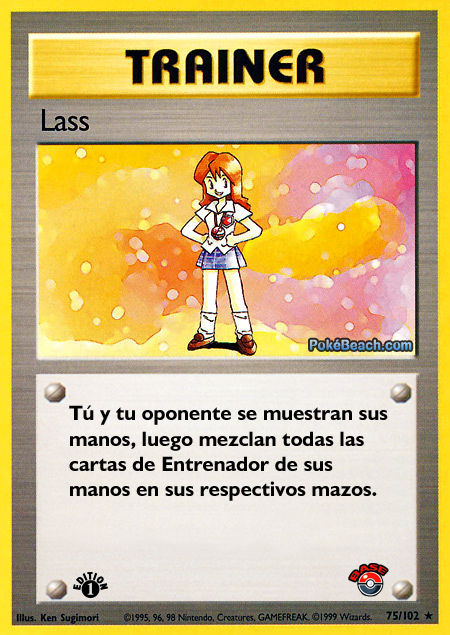 TRAINER
Lass
PokéBeach.com
Tú y tu oponente se muestran sus
manos, luego mezclan todas las
cartas de Entrenador de sus
manos en sus respectivos mazos.
EDITION
1
BASE
Illus. Ken Sugimori ©1995, 96, 98 Nintendo, Creatures, GAMEFREAK. ©1999 Wizards. 75/102 ★